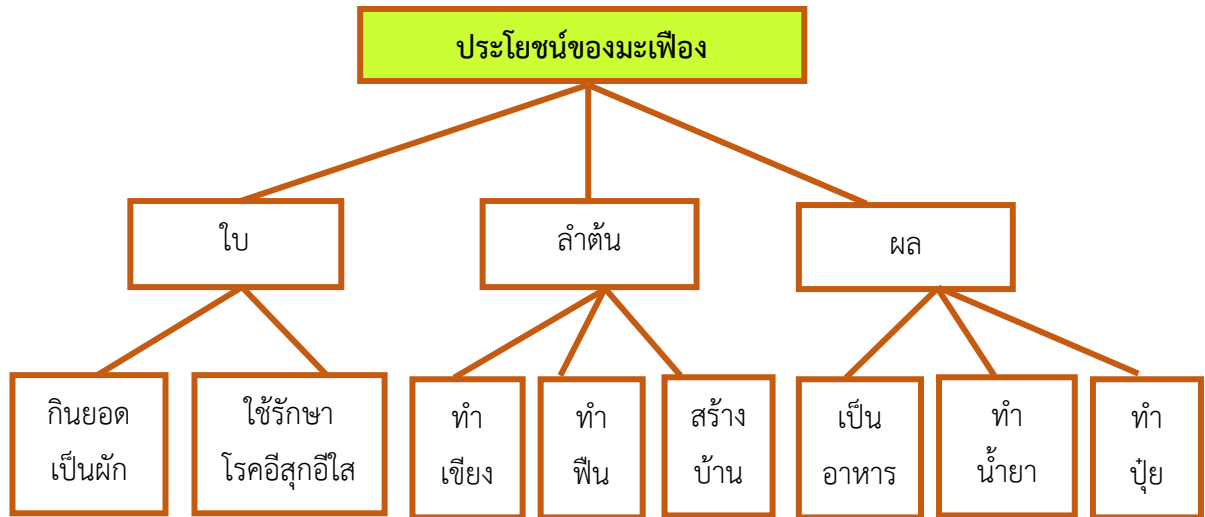 ประโยชน์ของมะเฟือง
ใบ
ลำต้น
ผล
กินยอด
เป็นผัก
ใช้รักษา
โรคอีสุกอีใส
ทำ
เขียง
ทำ
ฟืน
สร้าง
บ้าน
เป็น
อาหาร
ทำ
น้ำยา
ทำ
ปุ๋ย